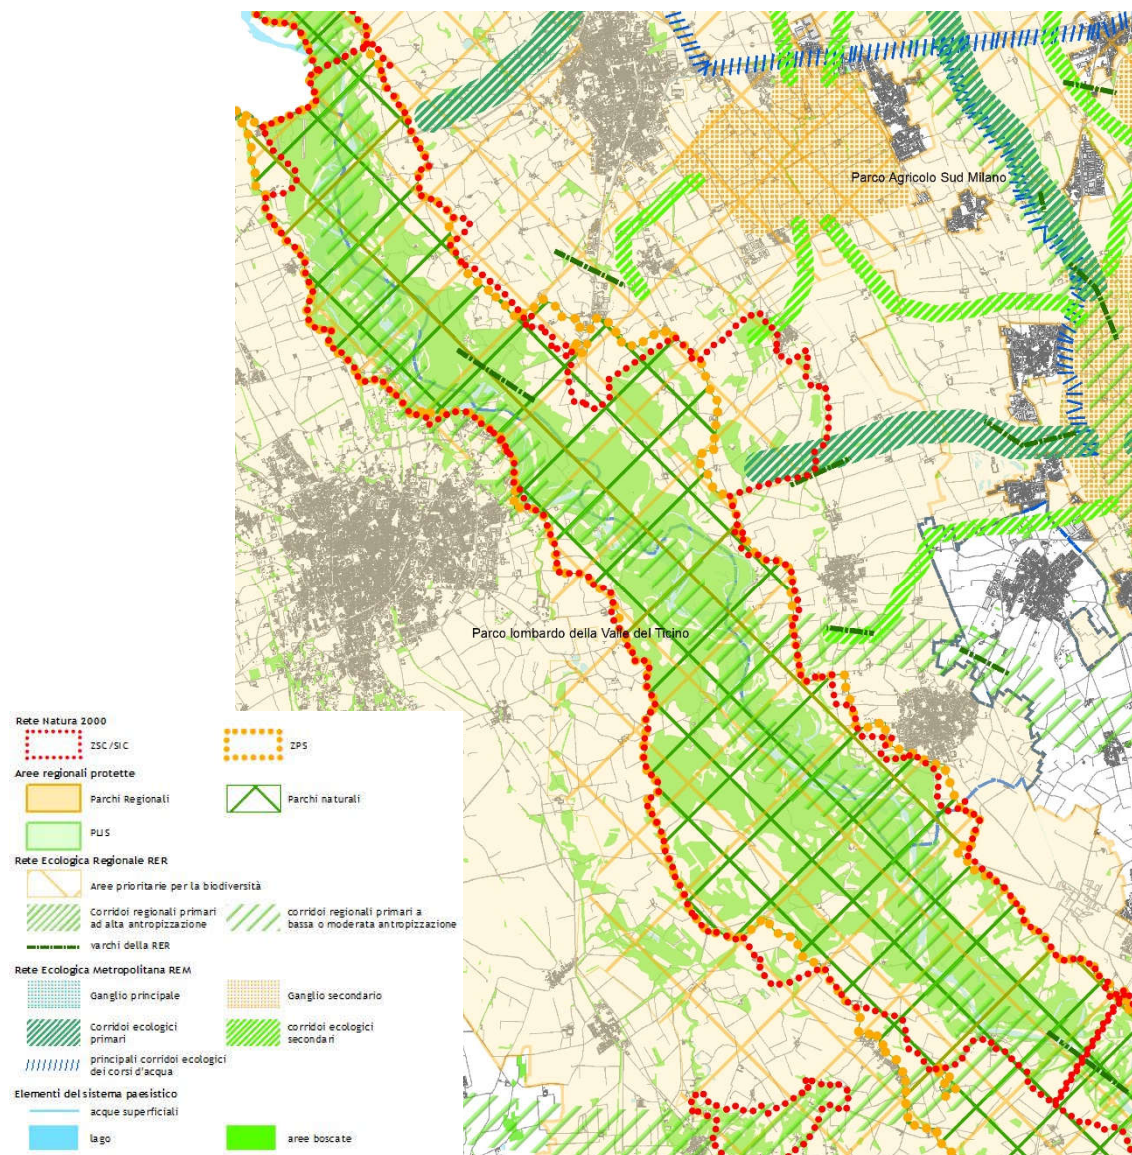 Parco Agricolo Sud Milano
Parco lombardo della Valle del Ticino
Rete Natura 2000
ZSC/SIC
ZPS
Aree regionali protette
Parchi Regionali
Parchi naturali
PLIS
Rete Ecologica Regionale RER
Aree prioritarie per la biodiversità
Corridoi regionali primari
ad alta antropizzazione
corridoi regionali primari a
bassa o moderata antropizzazione
varchi della RER
Rete Ecologica Metropolitana REM
Ganglio principale
Ganglio secondario
Corridoi ecologici
primari
corridoi ecologici
secondari
principali corridoi ecologici
dei corsi d'acqua
Elementi del sistema paesistico
acque superficiali
lago
aree boscate